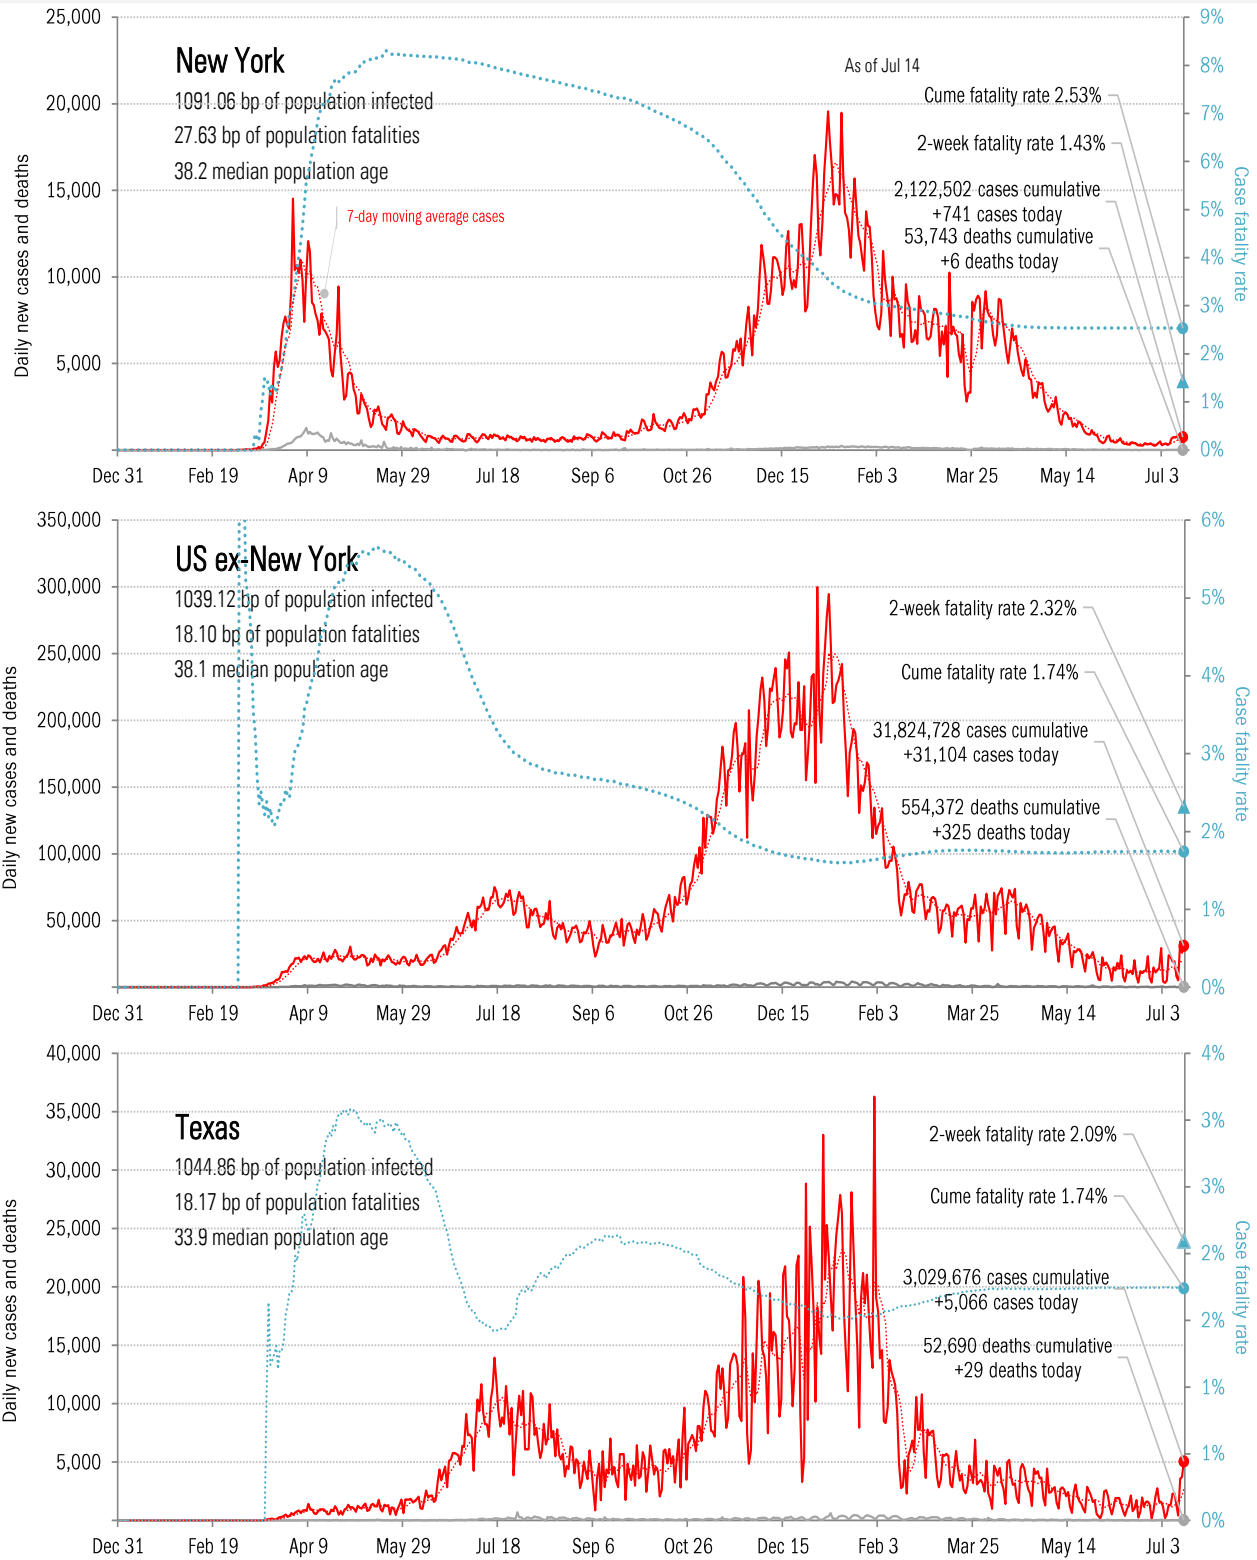 25,000
9%
New York
As of Jul 14
8%
Cume fatality rate 2.53%
20,000
1091.06 bp of population infected
7%
27.63 bp of population fatalities
2-week fatality rate 1.43%
6%
38.2 median population age
15,000
2,122,502 cases cumulative
+741 cases today
5%
7-day moving average cases
53,743 deaths cumulative
+6 deaths today
4%
10,000
3%
5,000
2%
1%
0%
Daily new cases and deaths
Case fatality rate
Dec 31 Feb 19 Apr 9 May 29 Jul 18 Sep 6 Oct 26 Dec 15 Feb 3 Mar 25 May 14 Jul 3
350,000
6%
US ex-New York
300,000
1039.12 bp of population infected
5%
2-week fatality rate 2.32%
18.10 bp of population fatalities
250,000
38.1 median population age
Cume fatality rate 1.74%
4%
200,000
31,824,728 cases cumulative
+31,104 cases today
3%
150,000
554,372 deaths cumulative
+325 deaths today
2%
100,000
50,000
1%
0%
Daily new cases and deaths
Case fatality rate
Dec 31 Feb 19 Apr 9 May 29 Jul 18 Sep 6 Oct 26 Dec 15 Feb 3 Mar 25 May 14 Jul 3
40,000
4%
35,000
3%
Texas
2-week fatality rate 2.09%
30,000
1044.86 bp of population infected
3%
18.17 bp of population fatalities
Cume fatality rate 1.74%
25,000
38.9 median population age
2%
20,000
3,029,676 cases cumulative
+5,066 cases today
2%
15,000
52,690 deaths cumulative
+29 deaths today
1%
10,000
1%
5,000
0%
Daily new cases and deaths
Case fatality rate
Dec 31 Feb 19 Apr 9 May 29 Jul 18 Sep 6 Oct 26 Dec 15 Feb 3 Mar 25 May 14 Jul 3